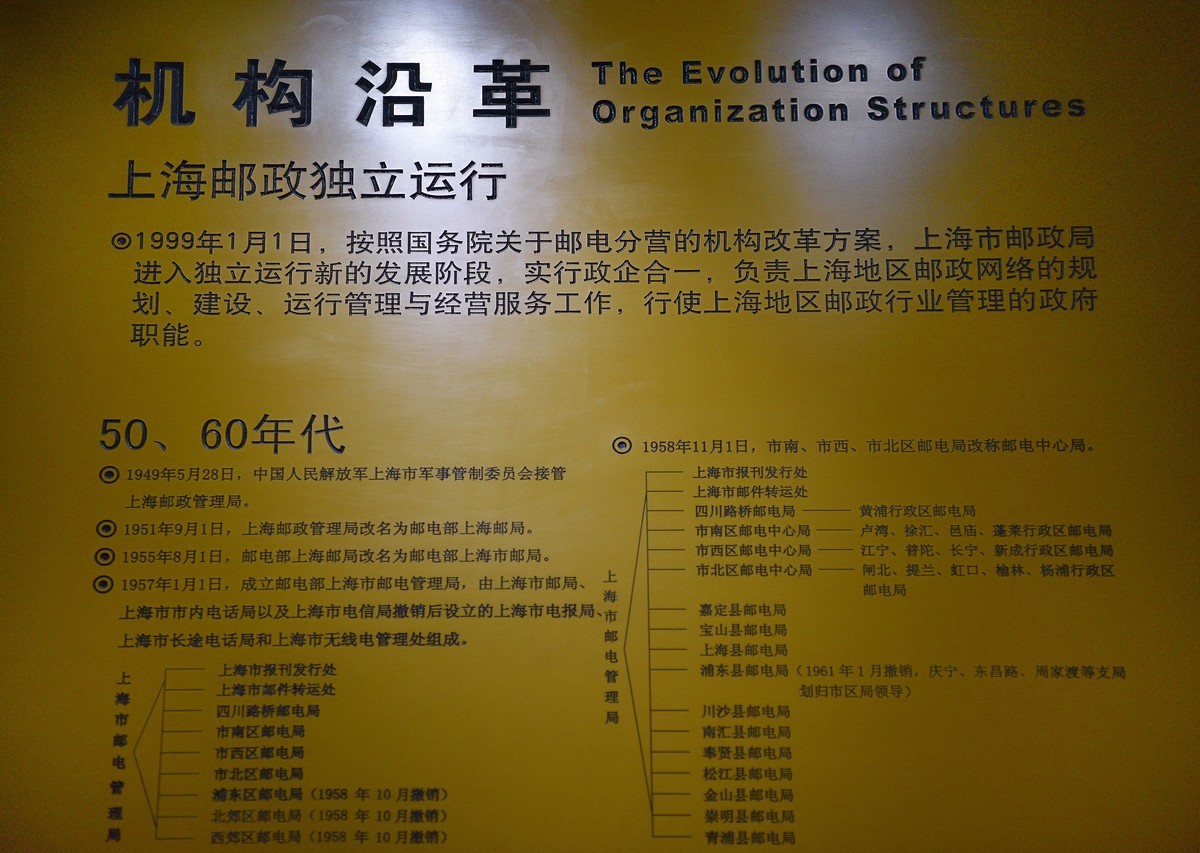 机构沿革
The Evolution of
Organization Structures
上海邮政独立运行
1999年1月1日，按照国务院关于邮电分营的机构改革方案，上海市邮政局
进入独立运行新的发展阶段，实行政企合一，负责上海地区邮政网络的规
划、建设、运行管理与经营服务工作，行使上海地区邮政行业管理的政府
职能。
50、60年代
1949年5月28日，中国人民解放军上海市军事管制委员会接管
上海邮政管理局。
1951年9月1日，上海邮政管理局改名为邮电部上海邮局。
1955年8月1日，邮电部上海邮局改名为邮电部上海市邮局。
1957年1月1日，成立邮电部上海市邮电管理局，由上海市邮局、
上海市市内电话局以及上海市电信局撤销后设立的上海市电报局、
上海市长途电话局和上海市无线电管理处组成。
上海市邮电管理局
上海市报刊发行处
上海市邮件转运处
四川路桥邮电局
市南区邮电局
市西区邮电局
市北区邮电局
浦东区邮电局（1958 年 10 月撤销）
北郊区邮电局（1958 年 10 月撤销）
西郊区邮电局（1958 年 10 月撤销）
1958年11月1日，市南、市西、市北区邮电局改称邮电中心局。
上海市邮电管理局
上海市报刊发行处
上海市邮件转运处
四川路桥邮电局 黄浦行政区邮电局
市南区邮电中心局 卢湾、徐汇、邑庙、蓬莱行政区邮电局
市西区邮电中心局 江宁、普陀、长宁、新成行政区邮电局
市北区邮电中心局 闸北、提兰、虹口、榆林、杨浦行政区
邮电局
嘉定县邮电局
宝山县邮电局
上海县邮电局
浦东县邮电局（1961 年 1 月撤销，庆宁、东昌路、周家渡等支局
划归市区局领导）
川沙县邮电局
南汇县邮电局
奉贤县邮电局
松江县邮电局
金山县邮电局
崇明县邮电局
青浦县邮电局